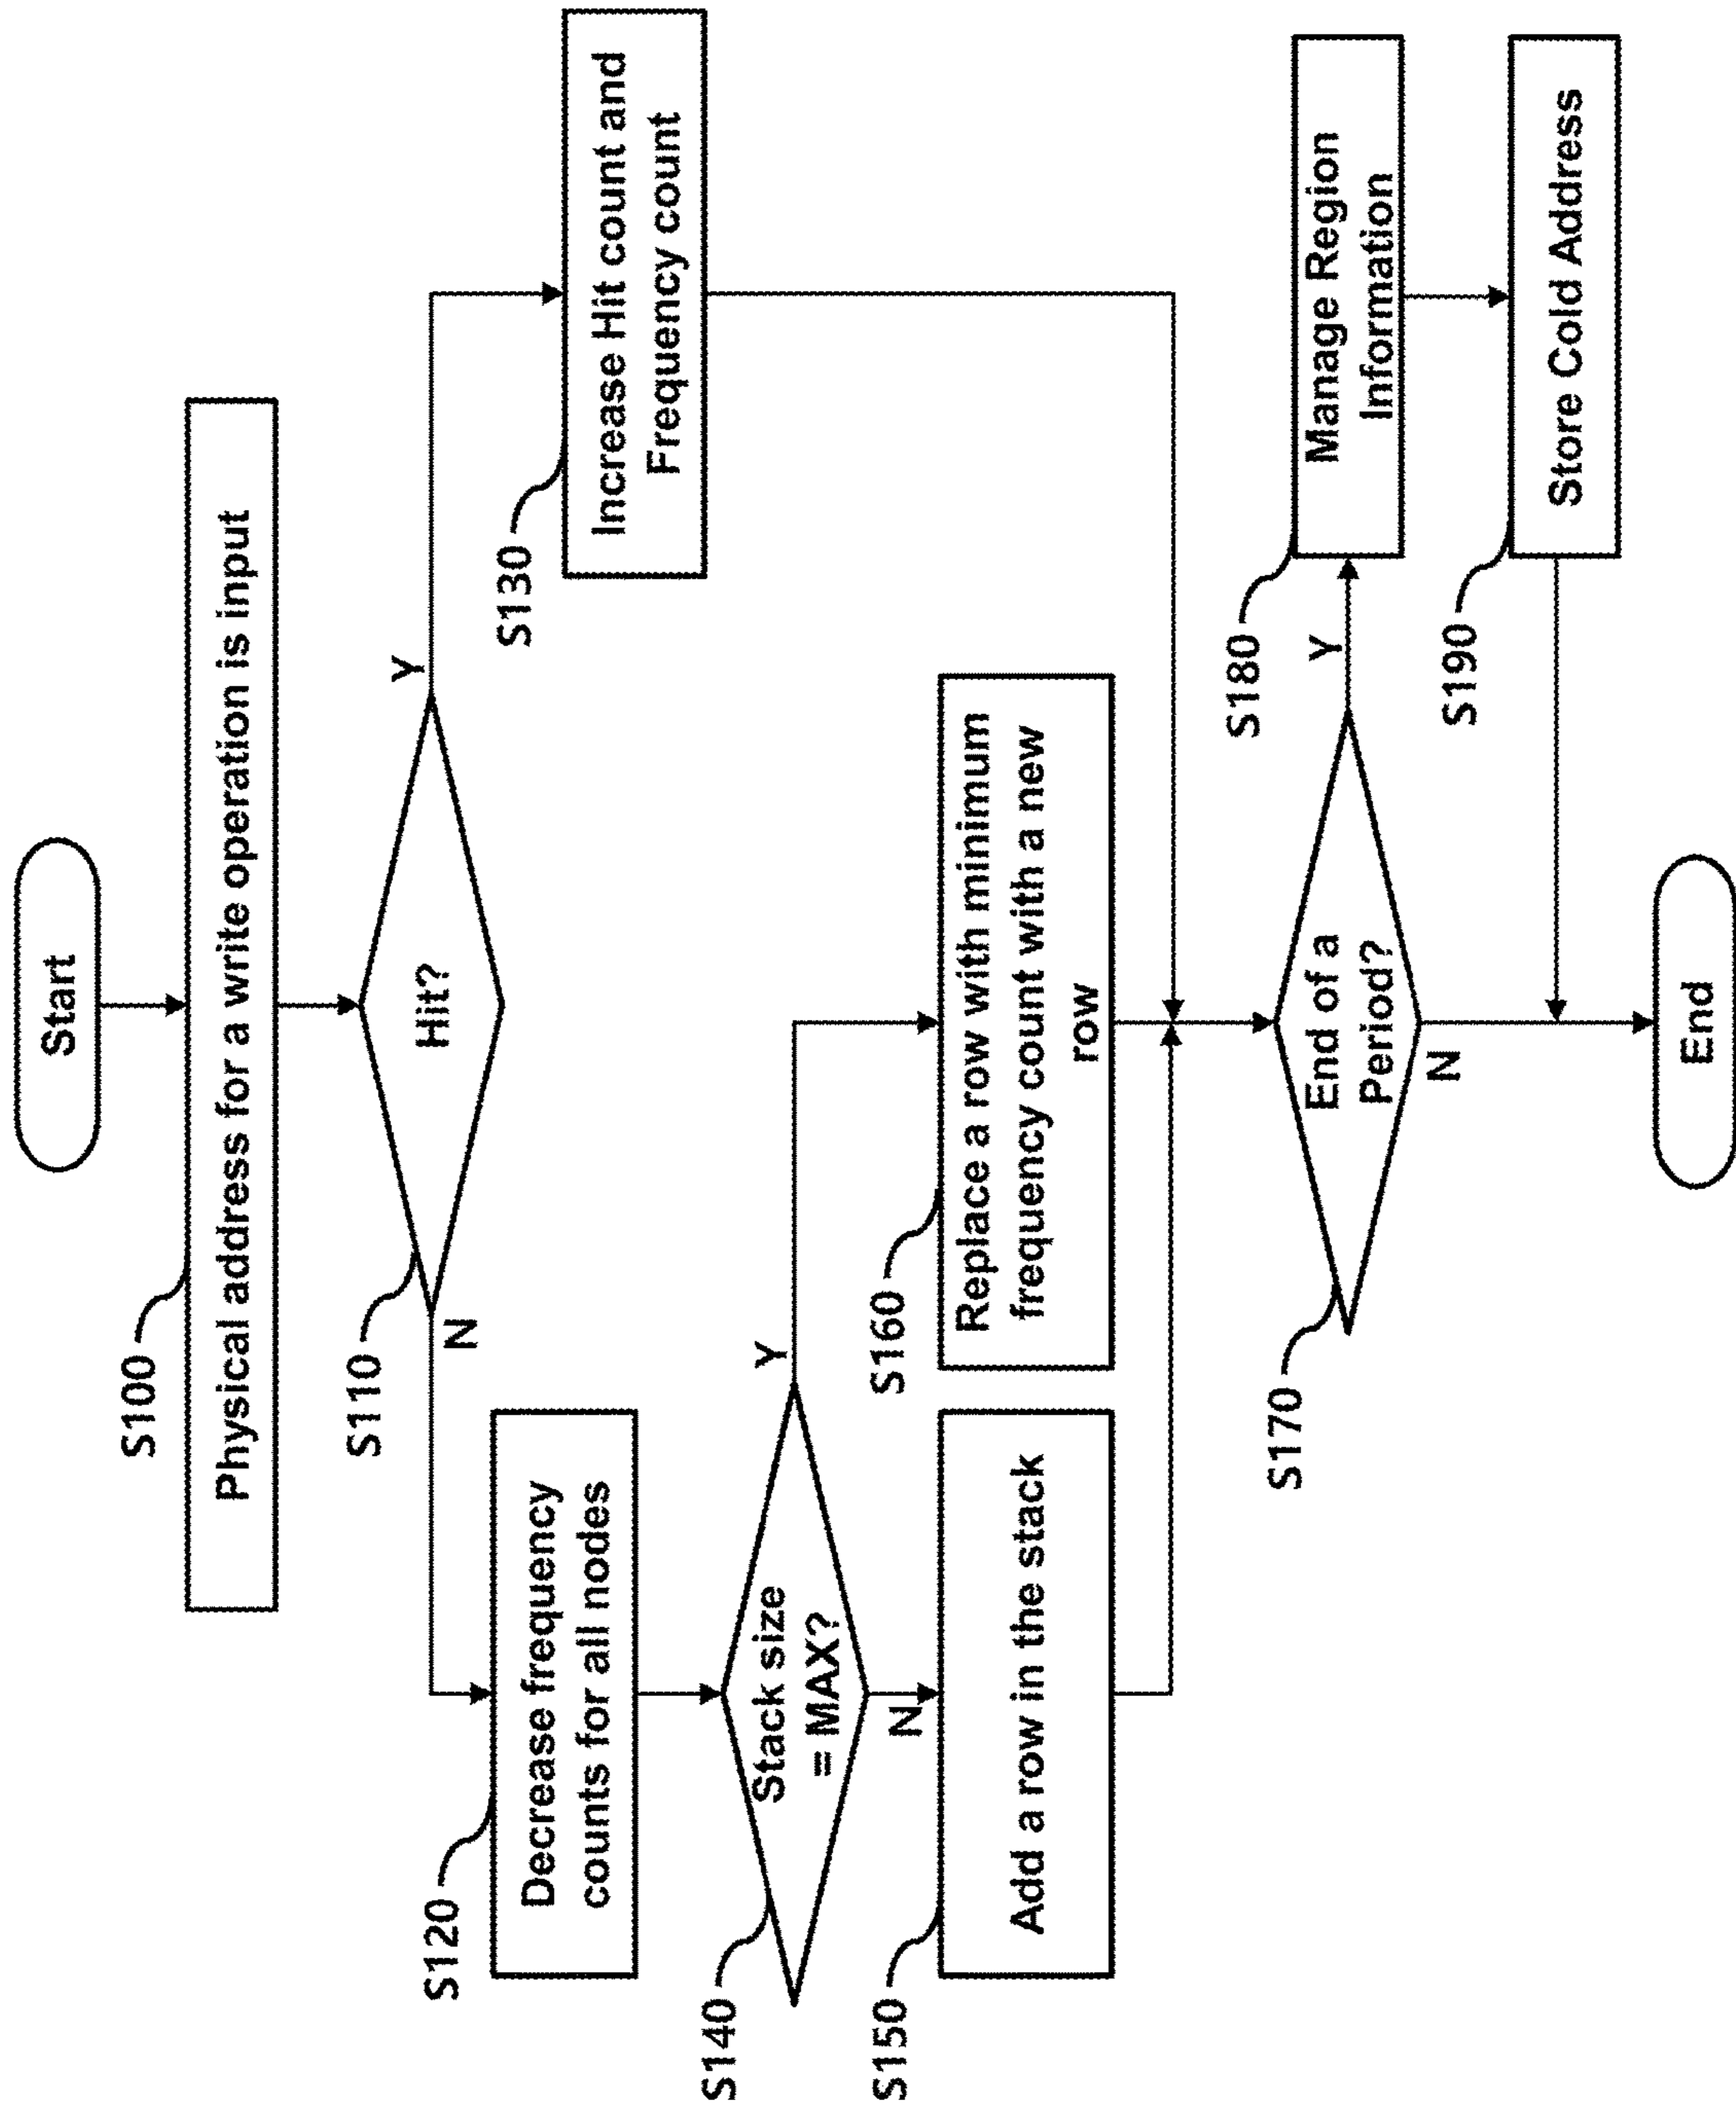 Start
S100
Physical address for a write operation is input
S110
Hit?
N
Y
S120
Decrease frequency
counts for all nodes
S130
Increase Hit count and
Frequency count
S140
Stack size
= MAX?
Y
N
S150
Add a row in the stack
S160
Replace a row with minimum
frequency count with a new
row
S170
End of a
Period?
Y
N
S180
Manage Region
Information
S190
Store Cold Address
End